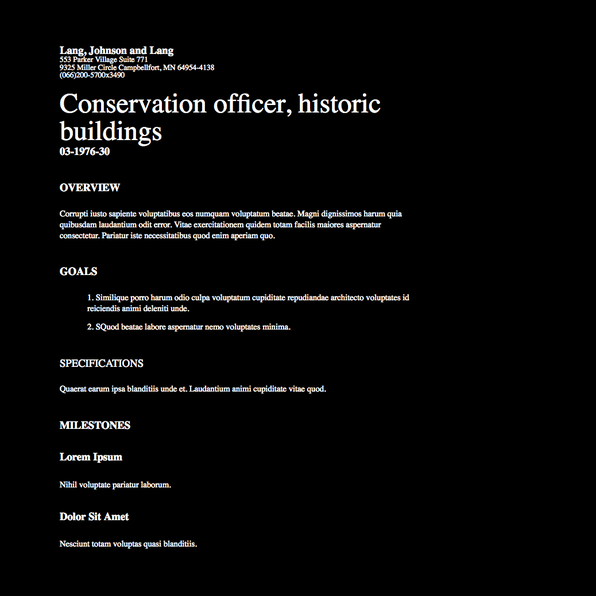 Lang, Johnson and Lang
553 Parker Village Suite 771
9325 Miller Circle Campbellfort, MN 64954-4138
(066)200-5700x3490
Conservation officer, historic
buildings
03-1976-30
OVERVIEW
Corrupti iusto sapiente voluptatibus eos numquam voluptatum beatae. Magni dignissimos harum quia
quibusdam laudantium odit error. Vitae exercitationem quidem totam facilis maiores aspernatur
consectetur. Pariatur iste necessitatibus quod enim aperiam quo.
GOALS
1. Similique porro harum odio culpa voluptatum cupiditate repudiandae architecto voluptates id
reiciendis animi deleniti unde.
2. SQuod beatae labore aspernatur nemo voluptates minima.
SPECIFICATIONS
Quaerat earum ipsa blanditiis unde et. Laudantium animi cupiditate vitae quod.
MILESTONES
Lorem Ipsum
Nihil voluptate pariatur laborum.
Dolor Sit Amet
Nesciunt totam voluptas quasi blanditiis.